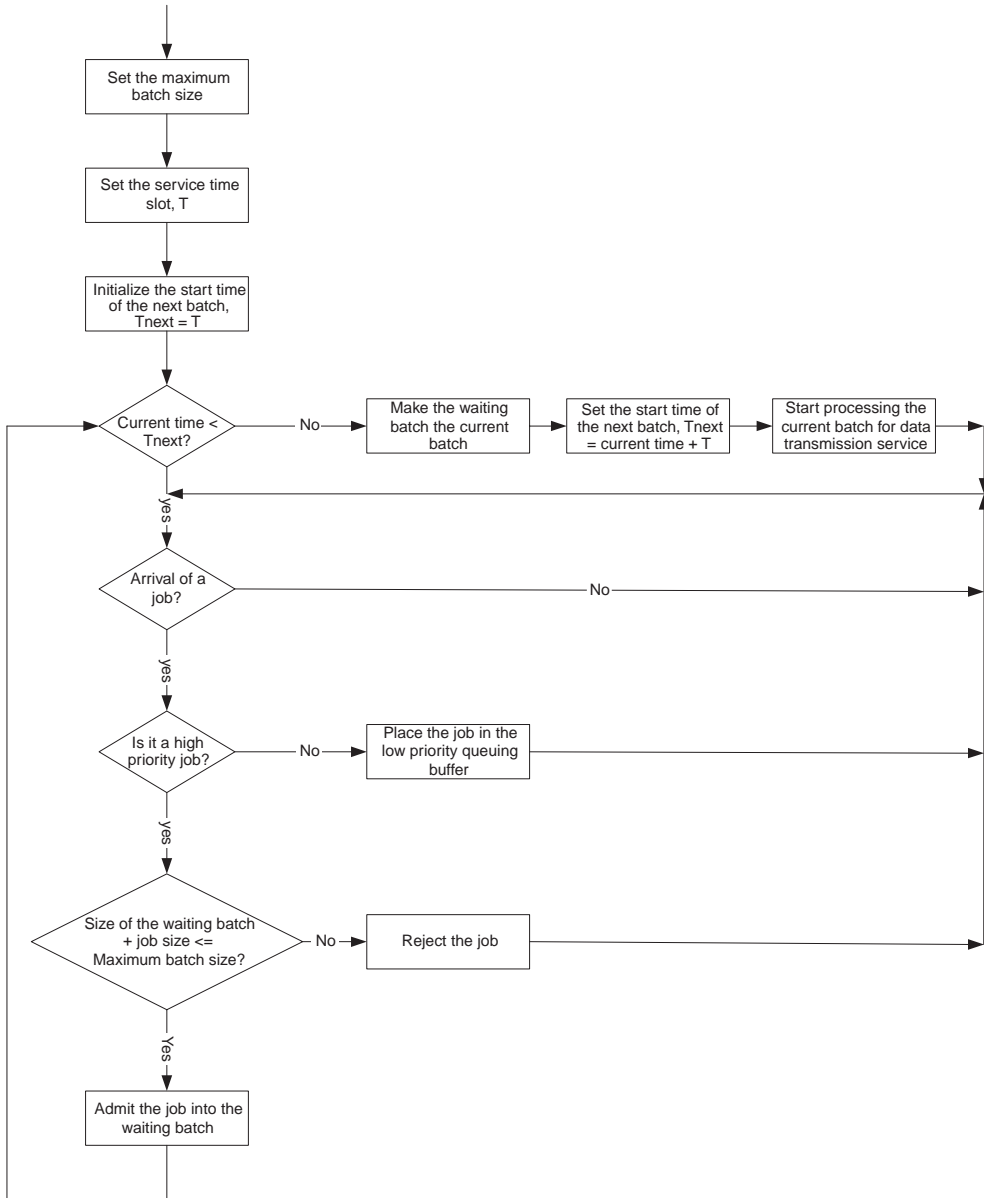 Set the maximum
batch size
Set the service time
slot, T
Initialize the start time
of the next batch,
Tnext = T
Current time <
Tnext?
No
Make the waiting
batch the current
batch
Set the start time of
the next batch, Tnext
= current time + T
Start processing the
current batch for data
transmission service
yes
Arrival of a
job?
No
yes
Is it a high
priority job?
No
Place the job in the
low priority queuing
buffer
yes
Size of the waiting batch
+ job size <=
Maximum batch size?
No
Reject the job
Yes
Admit the job into the
waiting batch